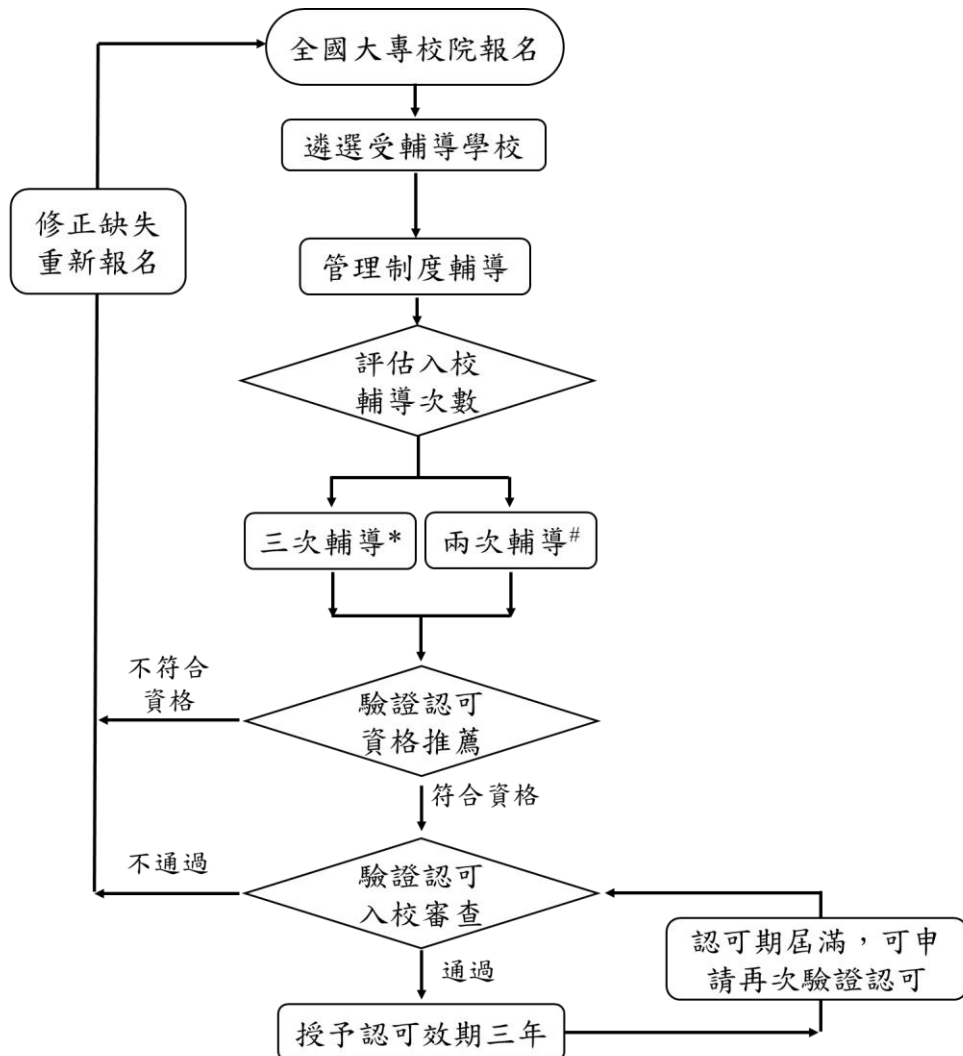 全國大專校院報名
遴選受輔導學校
修正缺失
重新報名
管理制度輔導
評估入校
輔導次數
三次輔導*
兩次輔導#
不符合
資格
驗證認可
資格推薦
符合資格
不通過
驗證認可
入校審查
認可期屆滿，可申
請再次驗證認可
通過
授予認可效期三年